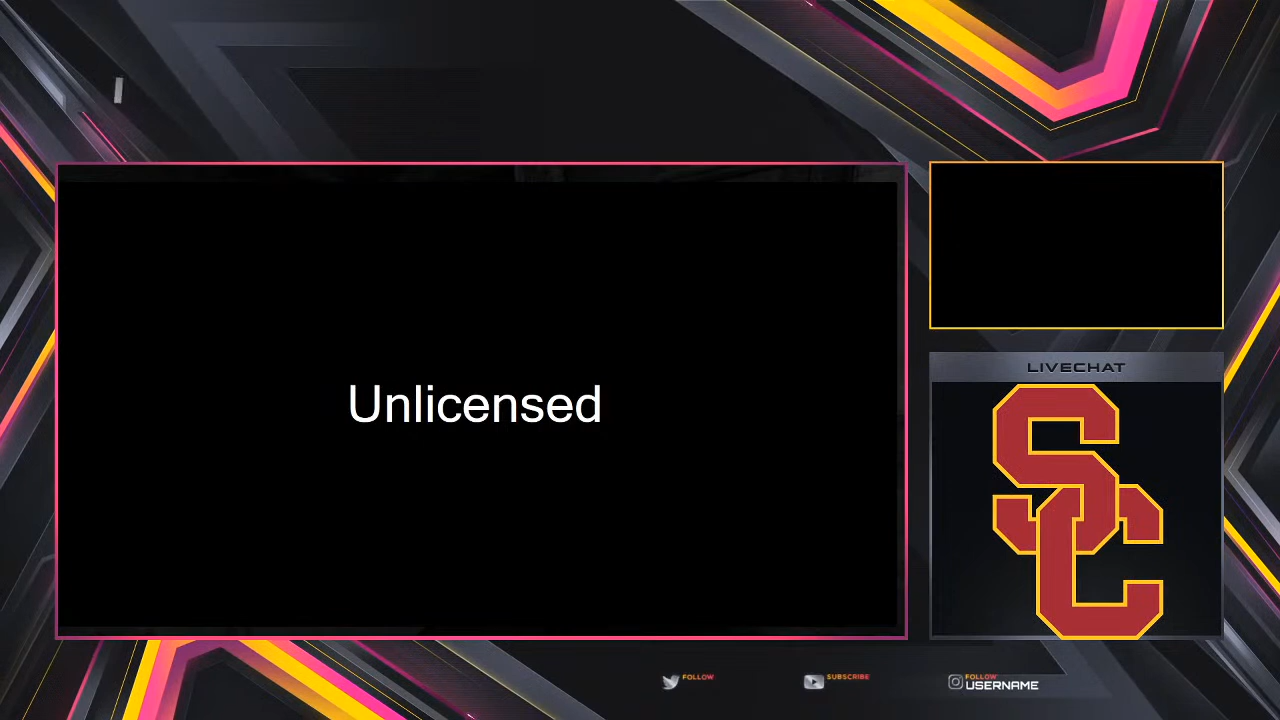 LIVECHAT
Unlicensed
SC
FOLLOW
SUBSCRIBE
FOLLOW
USERNAME